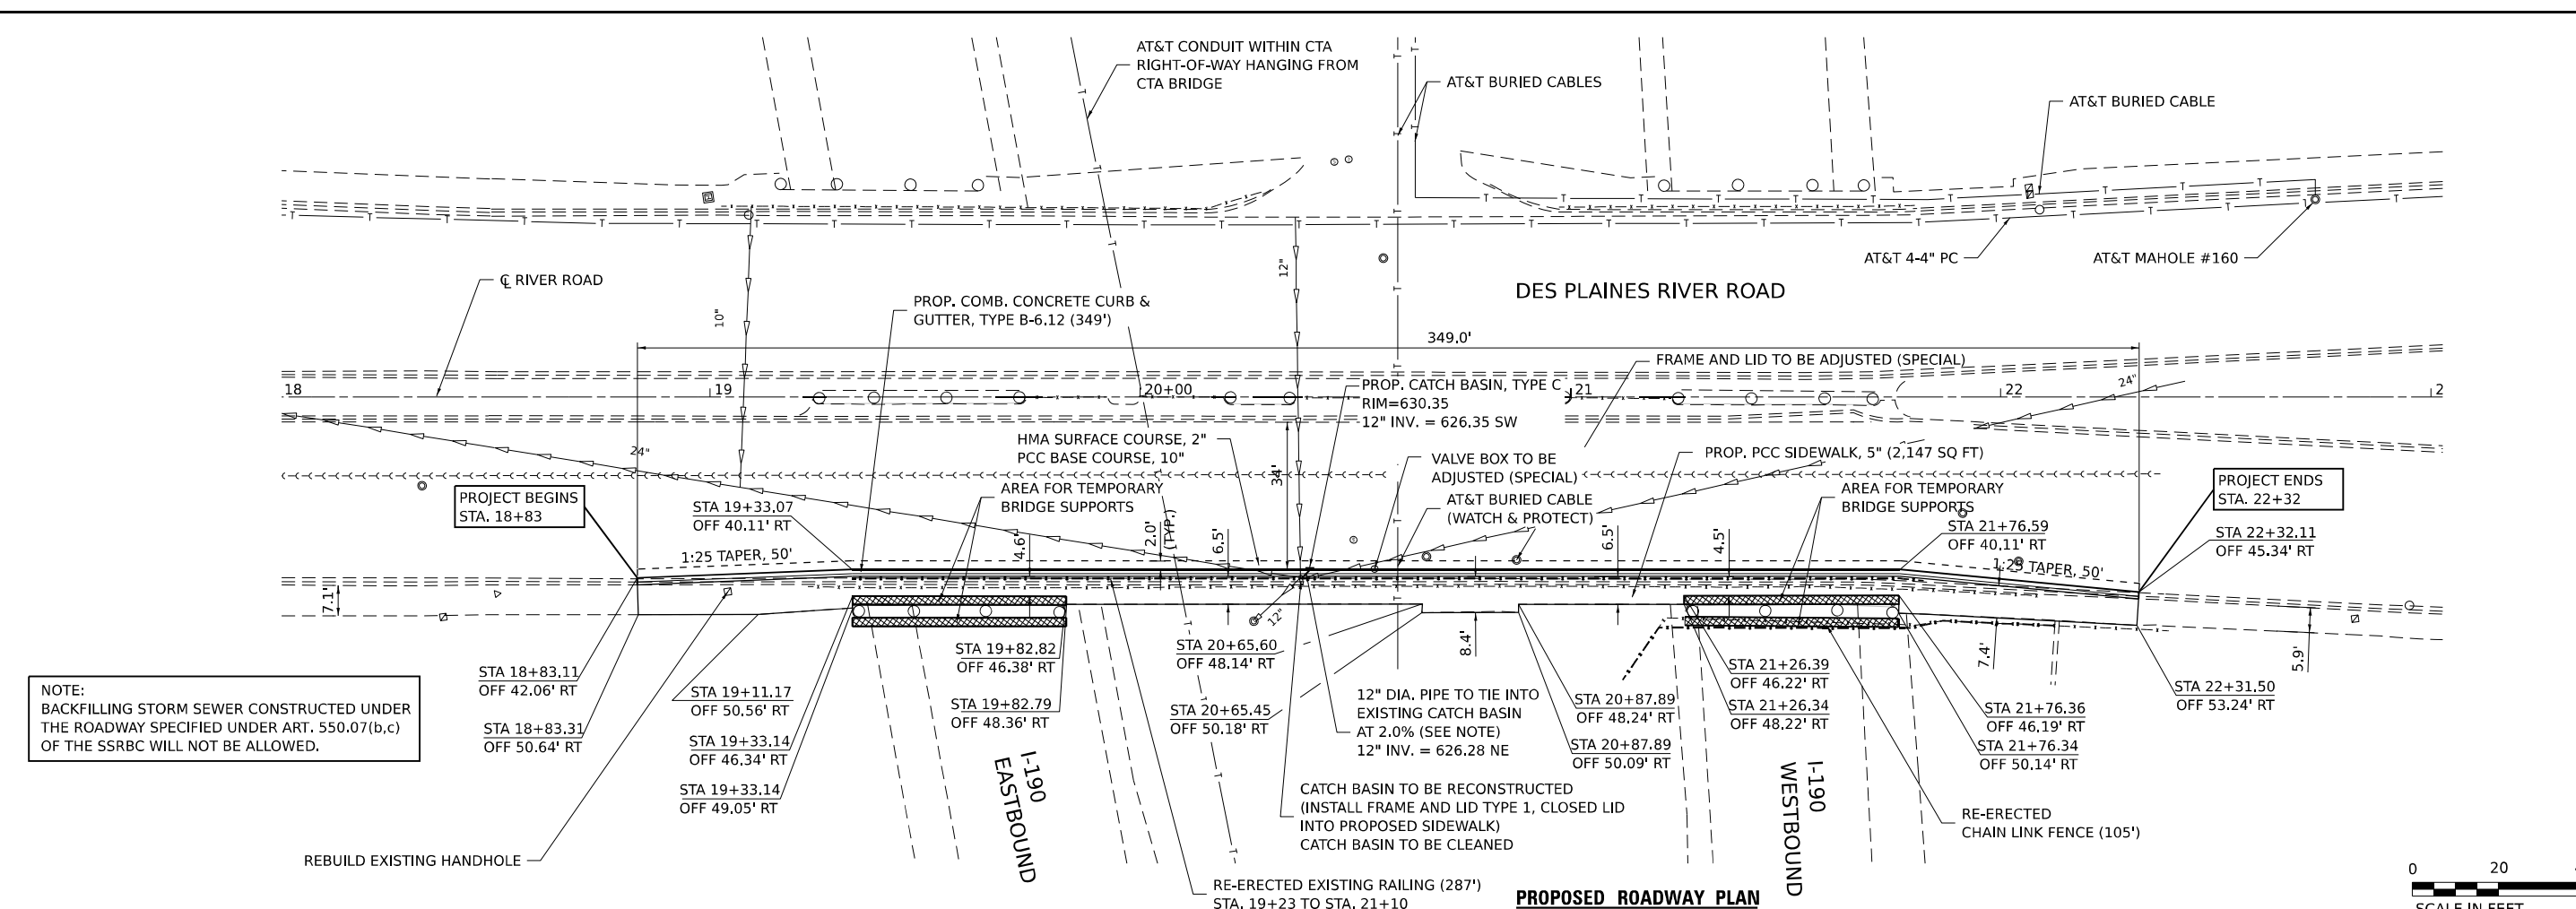 AT&T CONDUIT WITHIN CTA
RIGHT-OF-WAY HANGING FROM
CTA BRIDGE
AT&T BURIED CABLES
AT&T BURIED CABLE
℄ RIVER ROAD
10"
12"
PROP. COMB. CONCRETE CURB &
GUTTER, TYPE B-6.12 (349')
DES PLAINES RIVER ROAD
AT&T 4-4" PC
AT&T MAHOLE #160
349.0'
FRAME AND LID TO BE ADJUSTED (SPECIAL)
18
19
20+00
21
22
2
24"
PROP. CATCH BASIN, TYPE C
RIM=630.35
12" INV. = 626.35 SW
24"
HMA SURFACE COURSE, 2"
PCC BASE COURSE, 10"
34'
VALVE BOX TO BE
ADJUSTED (SPECIAL)
PROP. PCC SIDEWALK, 5" (2,147 SQ FT)
PROJECT BEGINS
STA. 18+83
STA 19+33.07
OFF 40.11' RT
AREA FOR TEMPORARY
BRIDGE SUPPORTS
AT&T BURIED CABLE
(WATCH & PROTECT)
AREA FOR TEMPORARY
BRIDGE SUPPORTS
PROJECT ENDS
STA. 22+32
STA 21+76.59
OFF 40.11' RT
STA 22+32.11
OFF 45.34' RT
1:25 TAPER, 50'
4.6'
2.0'
(TYP.)
6.5'
6.5'
4.5'
1:25 TAPER, 50'
7.1'
12"
8.4'
7.4'
5.9'
STA 18+83.11
OFF 42.06' RT
STA 18+83.31
OFF 50.64' RT
STA 19+11.17
OFF 50.56' RT
STA 19+33.14
OFF 46.34' RT
STA 19+33.14
OFF 49.05' RT
STA 19+82.82
OFF 46.38' RT
STA 19+82.79
OFF 48.36' RT
STA 20+65.60
OFF 48.14' RT
STA 20+65.45
OFF 50.18' RT
12" DIA. PIPE TO TIE INTO
EXISTING CATCH BASIN
AT 2.0% (SEE NOTE)
12" INV. = 626.28 NE
STA 20+87.89
OFF 48.24' RT
STA 20+87.89
OFF 50.09' RT
STA 21+26.39
OFF 46.22' RT
STA 21+26.34
OFF 48.22' RT
STA 21+76.36
OFF 46.19' RT
STA 21+76.34
OFF 50.14' RT
STA 22+31.50
OFF 53.24' RT
NOTE:
BACKFILLING STORM SEWER CONSTRUCTED UNDER
THE ROADWAY SPECIFIED UNDER ART. 550.07(b,c)
OF THE SSRBC WILL NOT BE ALLOWED.
I-190
EASTBOUND
I-190
WESTBOUND
CATCH BASIN TO BE RECONSTRUCTED
(INSTALL FRAME AND LID TYPE 1, CLOSED LID
INTO PROPOSED SIDEWALK)
CATCH BASIN TO BE CLEANED
RE-ERECTED
CHAIN LINK FENCE (105')
REBUILD EXISTING HANDHOLE
RE-ERECTED EXISTING RAILING (287')
STA. 19+23 TO STA. 21+10
PROPOSED ROADWAY PLAN
0
20
SCALE IN FEET